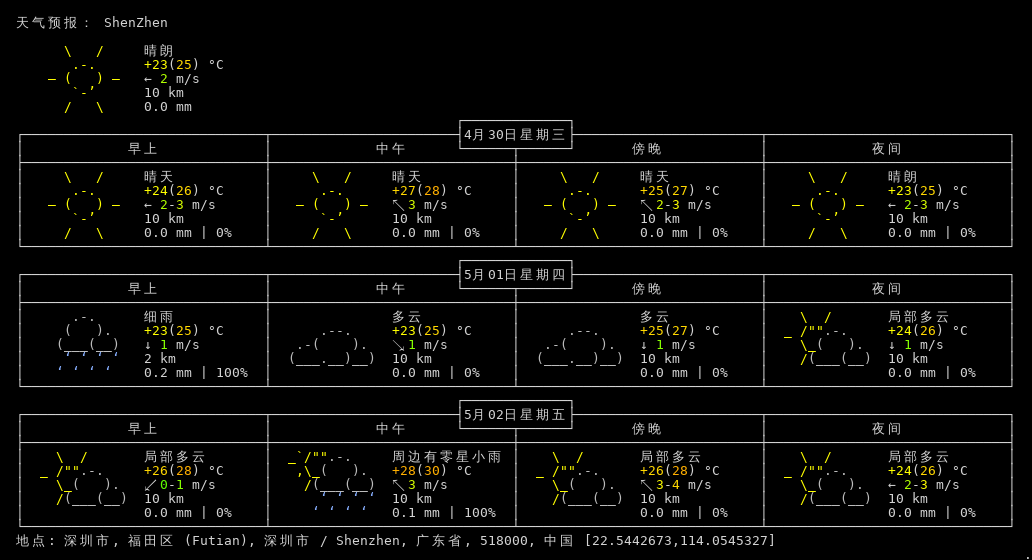 天气预报： ShenZhen
晴朗
+23(25) °C
← 2 m/s
10 km
0.0 mm
4月30日星期三
早上 中午 傍晚 夜间
晴天 晴天 晴天 晴朗
+24(26) °C +27(28) °C +25(27) °C +23(25) °C
← 2-3 m/s ↖ 3 m/s ↖ 2-3 m/s ← 2-3 m/s
10 km 10 km 10 km 10 km
0.0 mm | 0% 0.0 mm | 0% 0.0 mm | 0% 0.0 mm | 0%
5月01日星期四
早上 中午 傍晚 夜间
细雨 多云 多云 局部多云
+23(25) °C +23(25) °C +25(27) °C +24(26) °C
↓ 1 m/s ↘ 1 m/s ↓ 1 m/s ↓ 1 m/s
2 km 10 km 10 km 10 km
0.2 mm | 100% 0.0 mm | 0% 0.0 mm | 0% 0.0 mm | 0%
5月02日星期五
早上 中午 傍晚 夜间
局部多云 周边有零星小雨 局部多云 局部多云
+26(28) °C +28(30) °C +26(28) °C +24(26) °C
↙ 0-1 m/s ↖ 3 m/s ↖ 3-4 m/s ← 2-3 m/s
10 km 10 km 10 km 10 km
0.0 mm | 0% 0.1 mm | 100% 0.0 mm | 0% 0.0 mm | 0%
地点: 深圳市, 福田区 (Futian), 深圳市 / Shenzhen, 广东省, 518000, 中国 [22.5442673,114.0545327]